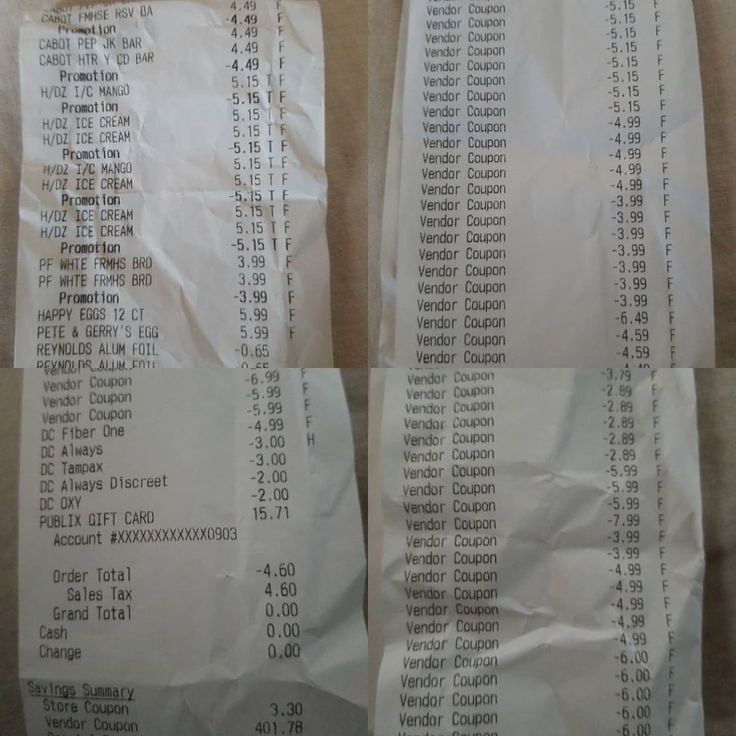 CABOT FMHSE RSV BA 4.49 F
Promotion -4.49 F
CABOT PEP JK BAR 4.49 F
CABOT HTR Y CD BAR 4.49 F
Promotion -4.49 F
H/DZ I/C MANGO 5.15 T F
Promotion -5.15 T F
H/DZ ICE CREAM 5.15 T F
H/DZ ICE CREAM 5.15 T F
Promotion -5.15 T F
H/DZ I/C MANGO 5.15 T F
H/DZ ICE CREAM 5.15 T F
Promotion -5.15 T F
H/DZ ICE CREAM 5.15 T F
H/DZ ICE CREAM 5.15 T F
Promotion -5.15 T F
PF WHTE FRMHS BRD 3.99 F
PF WHTE FRMHS BRD 3.99 F
Promotion -3.99 F
HAPPY EGGS 12 CT 5.99 F
PETE & GERRY'S EGG 5.99 F
REYNOLDS ALUM FOIL -0.65
REYNOLDS ALUM FOIL
Vendor Coupon -5.15 F
Vendor Coupon -5.15 F
Vendor Coupon -5.15 F
Vendor Coupon -5.15 F
Vendor Coupon -5.15 F
Vendor Coupon -5.15 F
Vendor Coupon -5.15 F
Vendor Coupon -5.15 F
Vendor Coupon -4.99 F
Vendor Coupon -4.99 F
Vendor Coupon -4.99 F
Vendor Coupon -4.99 F
Vendor Coupon -4.99 F
Vendor Coupon -3.99 F
Vendor Coupon -3.99 F
Vendor Coupon -3.99 F
Vendor Coupon -3.99 F
Vendor Coupon -3.99 F
Vendor Coupon -3.99 F
Vendor Coupon -3.99 F
Vendor Coupon -6.49 F
Vendor Coupon -4.59 F
Vendor Coupon -4.59 F
Vendor Coupon -6.99 F
Vendor Coupon -5.99 F
Vendor Coupon -5.99 F
Vendor Coupon -4.99 F
DC Fiber One -3.00 H
DC Always -3.00
DC Tampax -2.00
DC Always Discreet -2.00
DC OXY
PUBLIX GIFT CARD 15.71
Account #XXXXXXXXXXXX0903
Order Total -4.60
Sales Tax 4.60
Grand Total 0.00
Cash 0.00
Change 0.00
Savings Summary
Store Coupon 3.30
Vendor Coupon 401.78
Vendor Coupon -3.79 F
Vendor Coupon -2.89 F
Vendor Coupon -2.89 F
Vendor Coupon -2.89 F
Vendor Coupon -2.89 F
Vendor Coupon -2.89 F
Vendor Coupon -5.99 F
Vendor Coupon -5.99 F
Vendor Coupon -5.99 F
Vendor Coupon -7.99 F
Vendor Coupon -3.99 F
Vendor Coupon -3.99 F
Vendor Coupon -4.99 F
Vendor Coupon -4.99 F
Vendor Coupon -4.99 F
Vendor Coupon -4.99 F
Vendor Coupon -4.99 F
Vendor Coupon -6.00 F
Vendor Coupon -6.00 F
Vendor Coupon -6.00 F
Vendor Coupon -6.00 F
Vendor Coupon -6.00 F